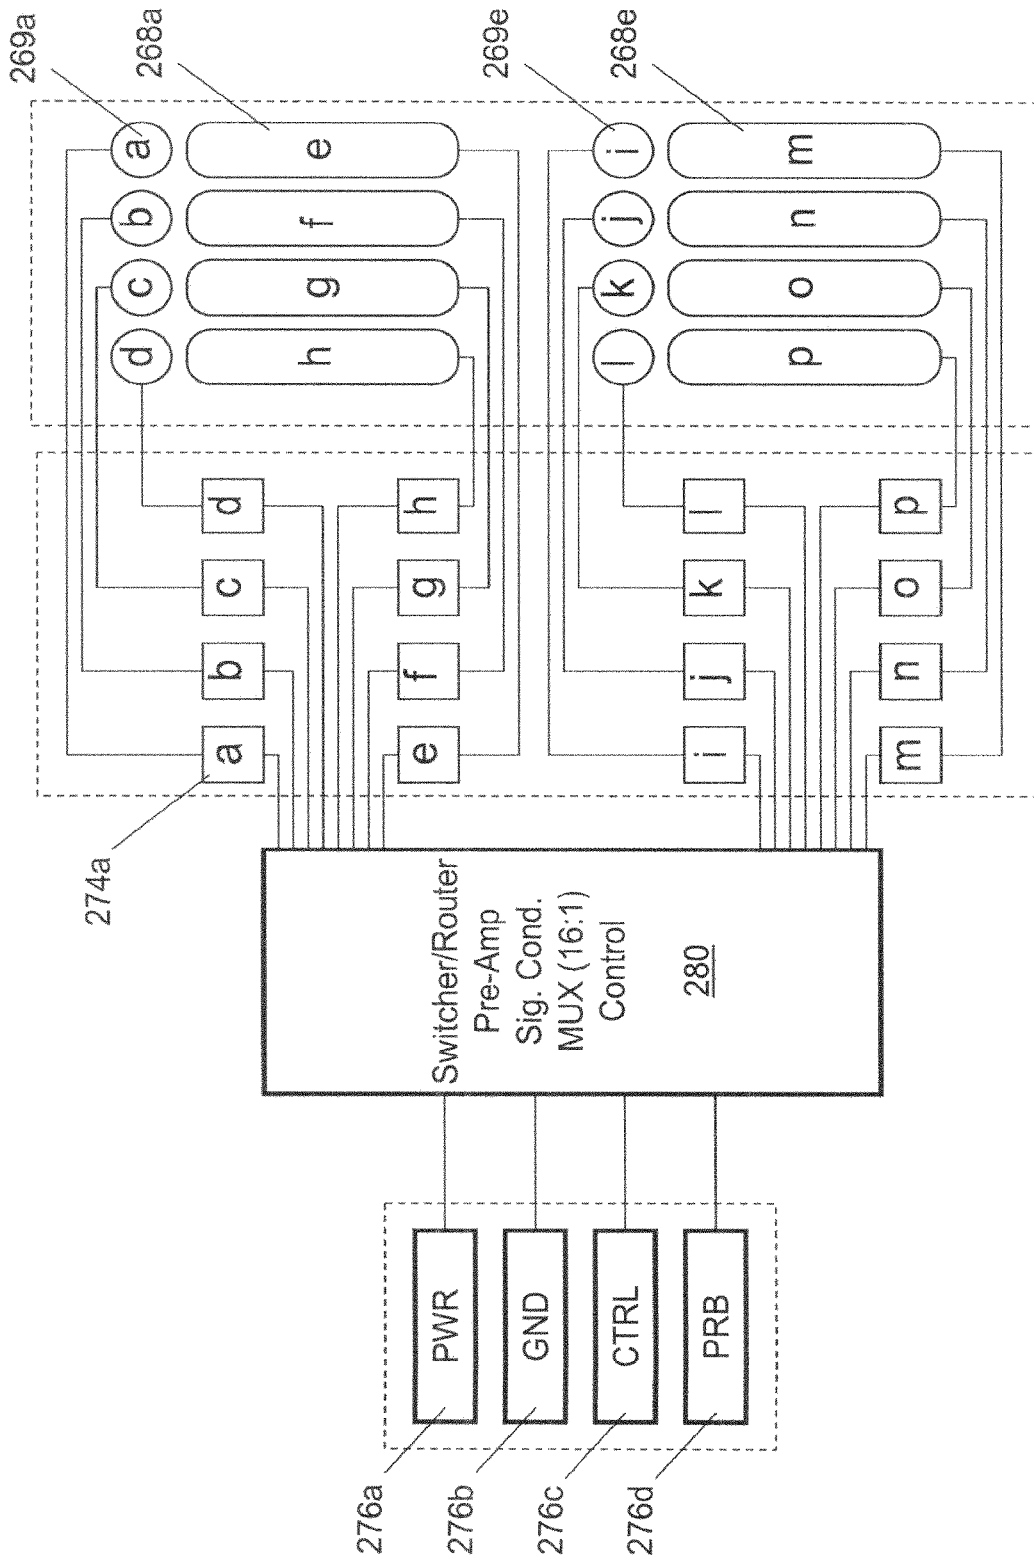 269a
274a
268a
d c b a
a b c d
h g f e
e f g h
276a
PWR
276b
GND
276c
CTRL
276d
PRB
Switcher/Router
Pre-Amp
Sig. Cond.
MUX (16:1)
Control
280
269e
268e
l k j i
i j k l
p o n m
m n o p